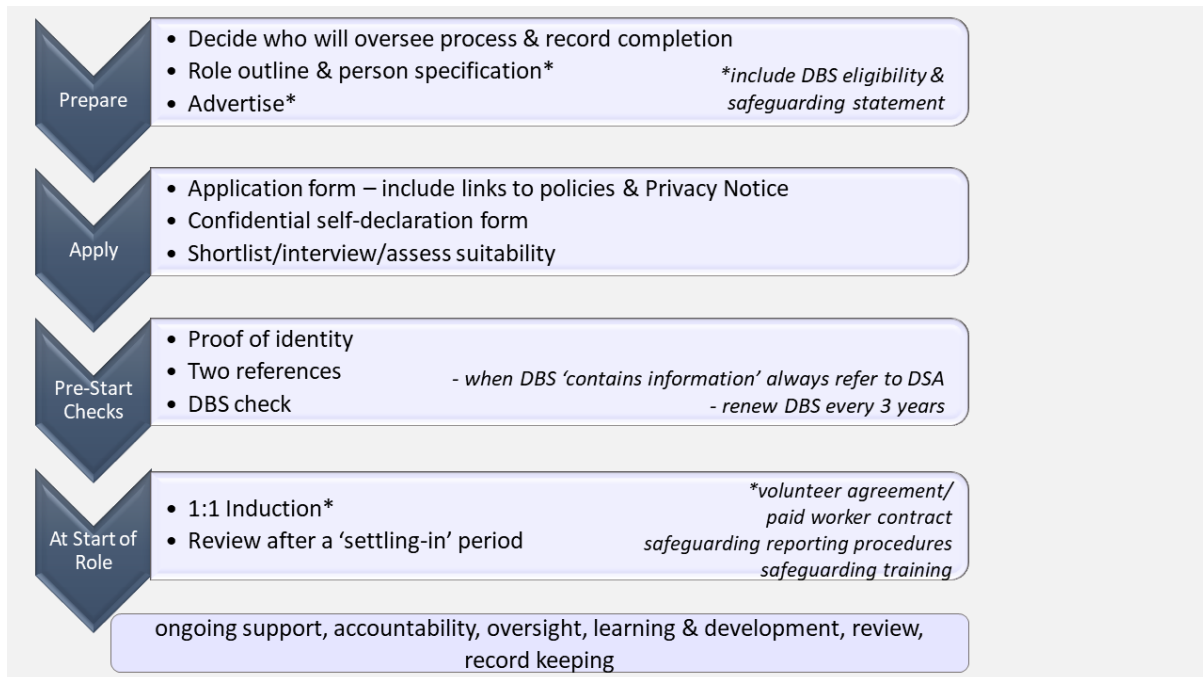 Prepare
• Decide who will oversee process & record completion
• Role outline & person specification*
• Advertise*
*include DBS eligibility &
safeguarding statement
Apply
• Application form – include links to policies & Privacy Notice
• Confidential self-declaration form
• Shortlist/interview/assess suitability
Pre-Start
Checks
• Proof of identity
• Two references
• DBS check
- when DBS ‘contains information’ always refer to DSA
- renew DBS every 3 years
At Start of
Role
• 1:1 Induction*
• Review after a ‘settling-in’ period
*volunteer agreement/
paid worker contract
safeguarding reporting procedures
safeguarding training
ongoing support, accountability, oversight, learning & development, review,
record keeping